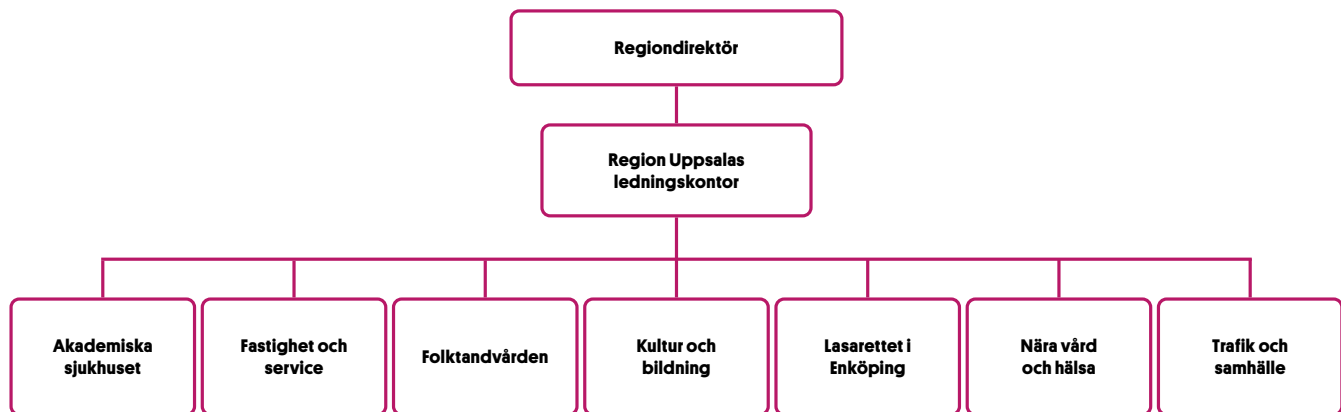 Regiondirektör
Region Uppsalas
ledningskontor
Akademiska
sjukhuset
Fastighet och
service
Folktandvården
Kultur och
bildning
Lasarettet i
Enköping
Nära vård
och hälsa
Trafik och
samhälle